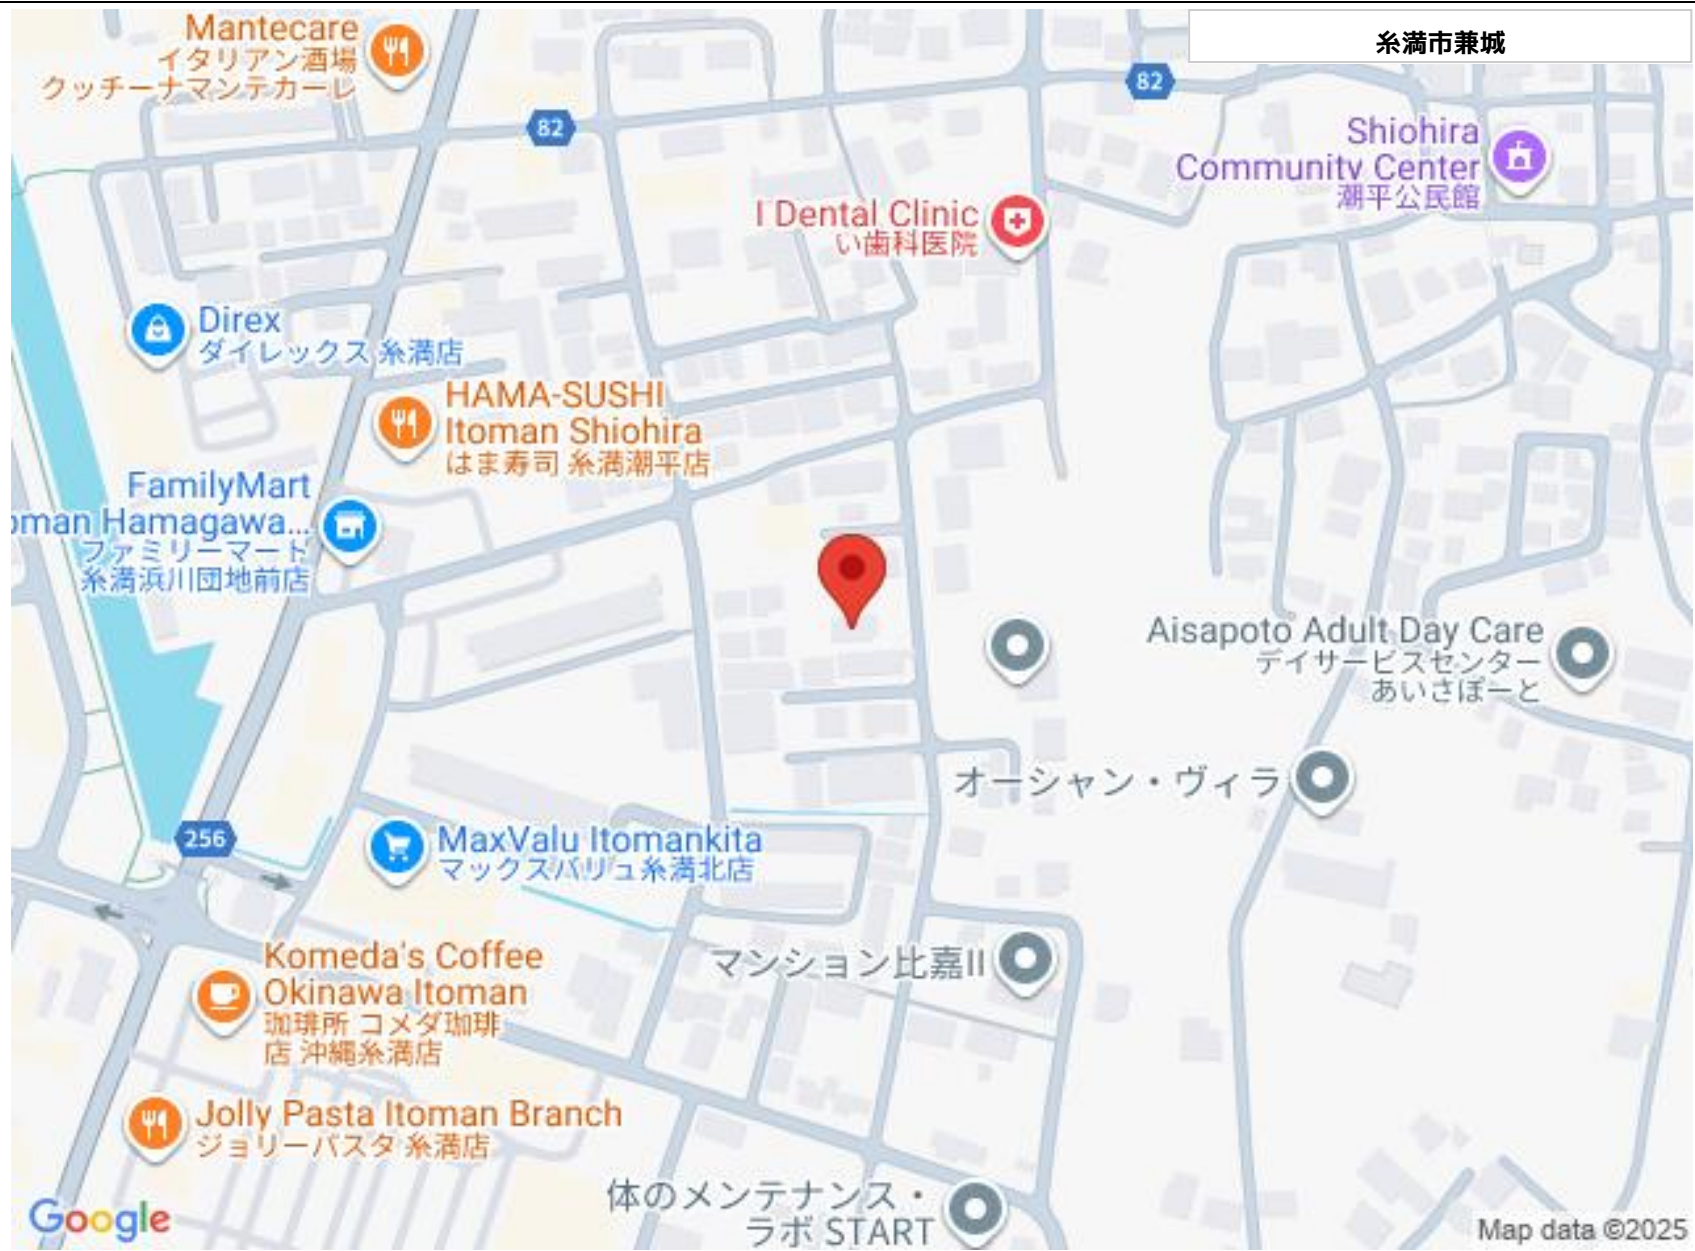 Mantecare
イタリアン酒場
クッチーナマンテカーレ
糸満市兼城
82
82
Shiohira
Community Center
潮平公民館
I Dental Clinic
い歯科医院
Direx
ダイレックス 糸満店
HAMA-SUSHI
Itoman Shiohira
はま寿司 糸満潮平店
FamilyMart
oman Hamagawa...
ファミリーマート
糸満浜川団地前店
Aisapoto Adult Day Care
デイサービスセンター
あいさぽーと
オーシャン・ヴィラ
256
MaxValu Itomankita
マックスバリュ糸満北店
マンション比嘉II
Komeda's Coffee
Okinawa Itoman
珈琲所 コメダ珈琲
店 沖縄糸満店
Jolly Pasta Itoman Branch
ジョリーパスタ 糸満店
体のメンテナンス・
ラボ START
Google
Map data ©2025